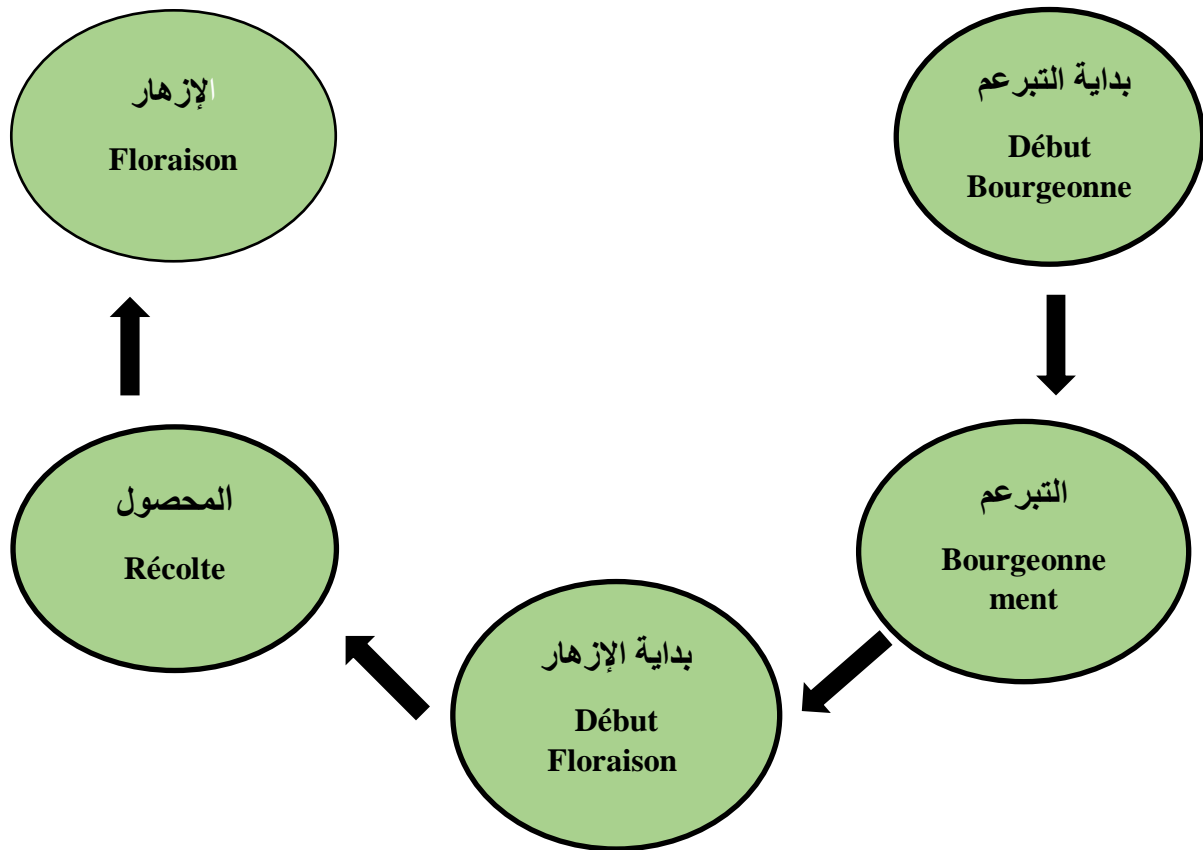 الإزهار
Floraison
بداية التبرعم
Début
Bourgeonne
المحصول
Récolte
التبرعم
Bourgeonne
ment
بداية الإزهار
Début
Floraison